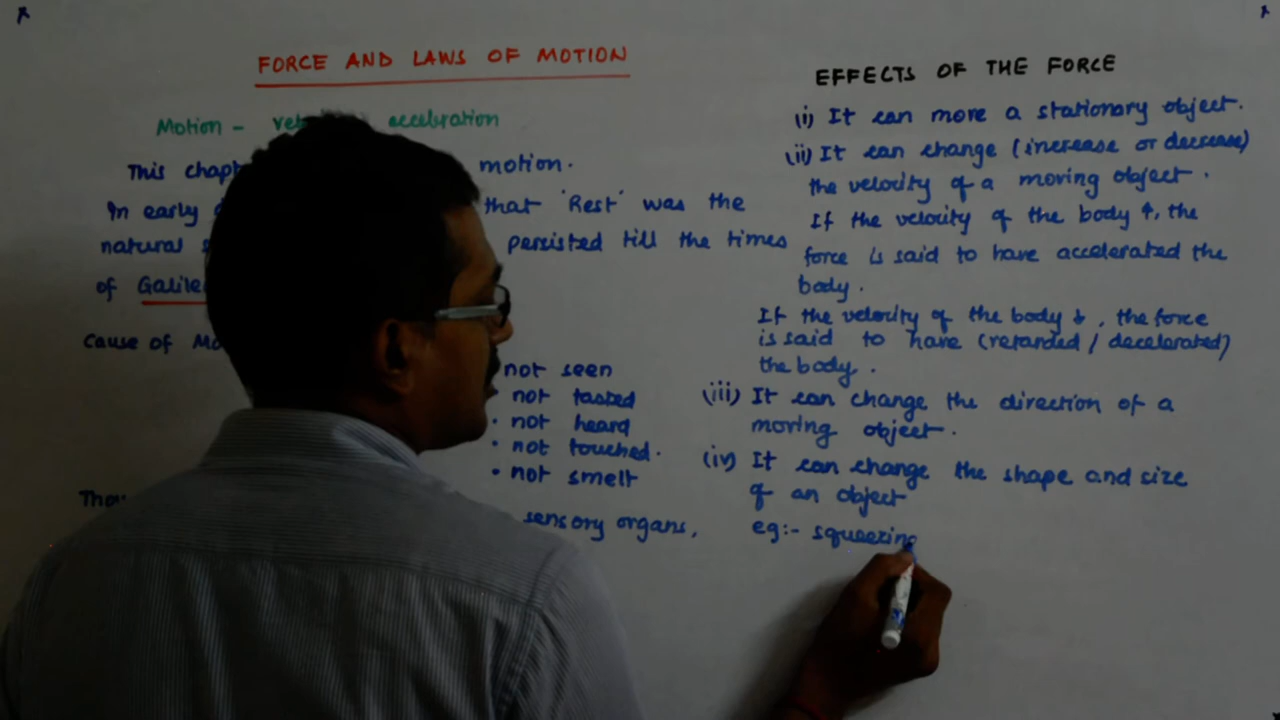 FORCE AND LAWS OF MOTION
Motion - acceleration
This motion.
In early that 'Rest' was the
natural persisted till the times
of
Cause of
not seen
• not tasted
• not heard
• not touched.
• not smelt
sensory organs,
EFFECTS OF THE FORCE
(i) It can move a stationary object.
(ii) It can change (increase or decrease)
the velocity of a moving object.
If the velocity of the body ↑, the
force is said to have accelerated the
body.
If the velocity of the body ↓, the force
is said to have (retarded / decelerated)
the body.
(iii) It can change the direction of a
moving object.
(iv) It can change the shape and size
of an object
eg:- squeezing